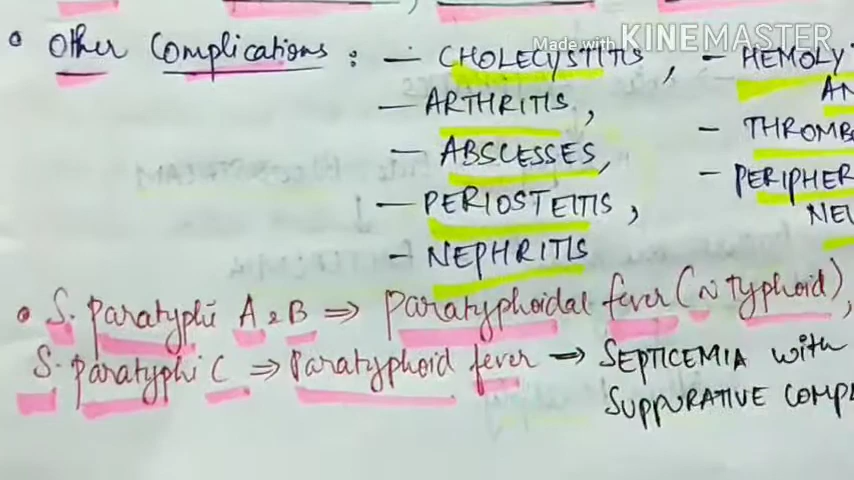 Made with KINEMASTER
• Other Complications : – CHOLECYSTITIS, – HEMOLY
– ARTHRITIS, AN
– ABSCESSES, – THROMB
– PERIOSTEITIS, – PERIPHER
– NEPHRITIS NEU
• S. paratyphi A & B ⇒ Paratyphoidal fever (~ typhoid),
S. paratyphi C ⇒ Paratyphoid fever → SEPTICEMIA with
SUPPURATIVE COMPL